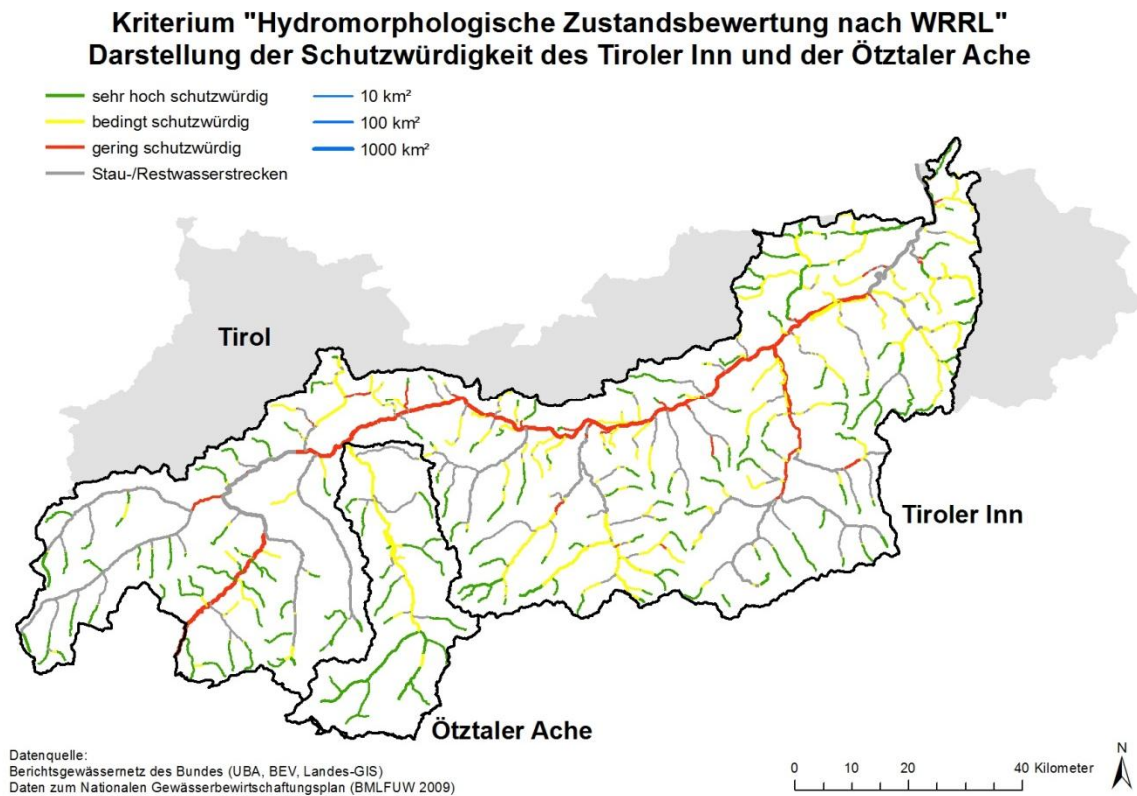 Kriterium "Hydromorphologische Zustandsbewertung nach WRRL"
Darstellung der Schutzwürdigkeit des Tiroler Inn und der Ötztaler Ache
sehr hoch schutzwürdig
bedingt schutzwürdig
gering schutzwürdig
Stau-/Restwasserstrecken
10 km²
100 km²
1000 km²
Tirol
Tiroler Inn
Ötztaler Ache
Datenquelle:
Berichtsgewässernetz des Bundes (UBA, BEV, Landes-GIS)
Daten zum Nationalen Gewässerbewirtschaftungsplan (BMLFUW 2009)
0 10 20 40 Kilometer
N